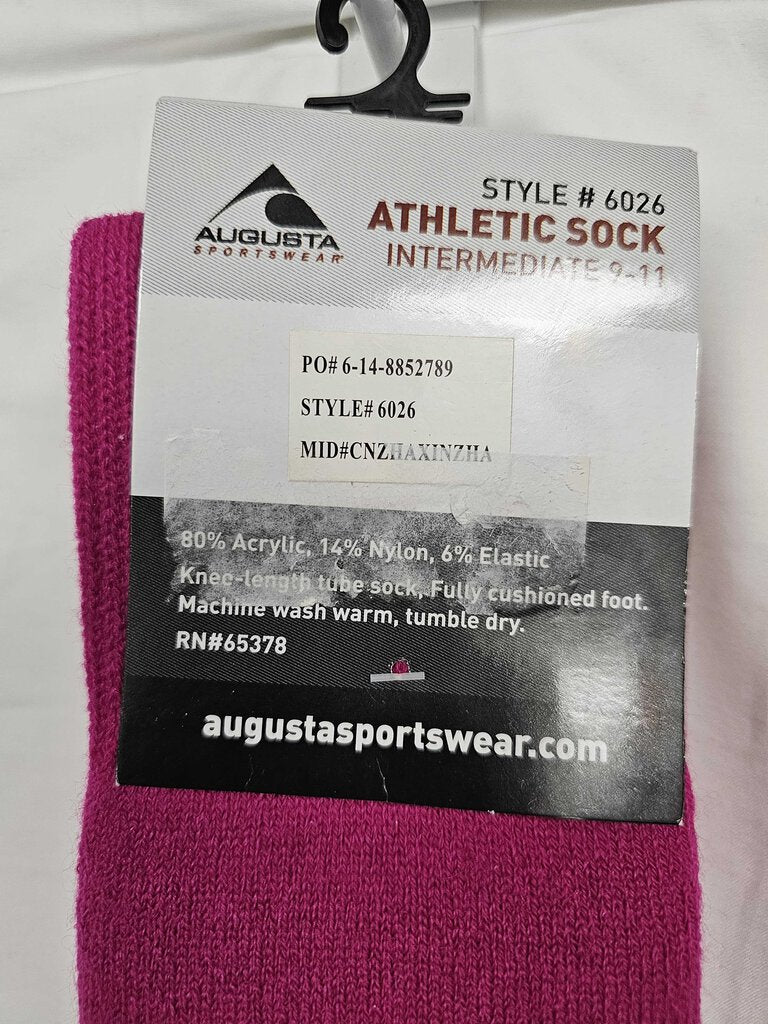 STYLE # 6026
ATHLETIC SOCK
INTERMEDIATE 9-11
AUGUSTA
SPORTSWEAR
PO# 6-14-8852789
STYLE# 6026
MID#CNZHAXINZHA
80% Acrylic, 14% Nylon, 6% Elastic
Knee-length tube sock, Fully cushioned foot.
Machine wash warm, tumble dry.
RN#65378
augustasportswear.com